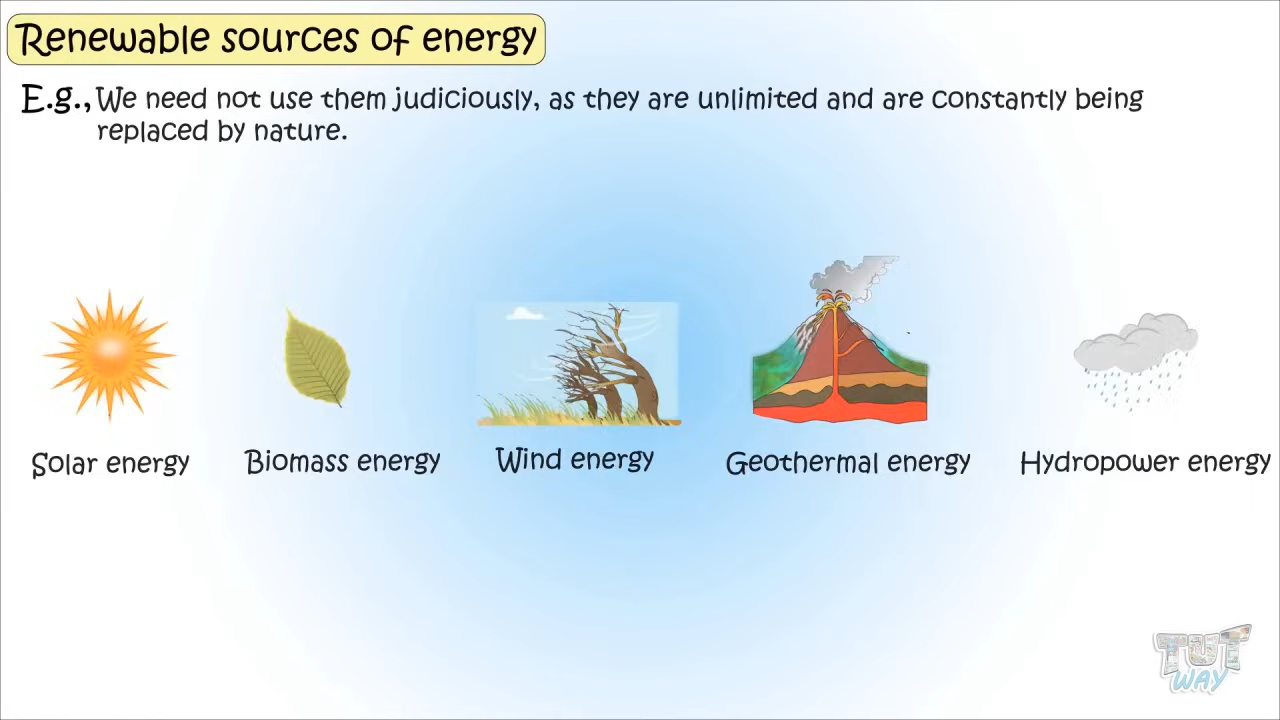 Renewable sources of energy
E.g., We need not use them judiciously, as they are unlimited and are constantly being
replaced by nature.
Solar energy
Biomass energy
Wind energy
Geothermal energy
Hydropower energy
TUT
WAY